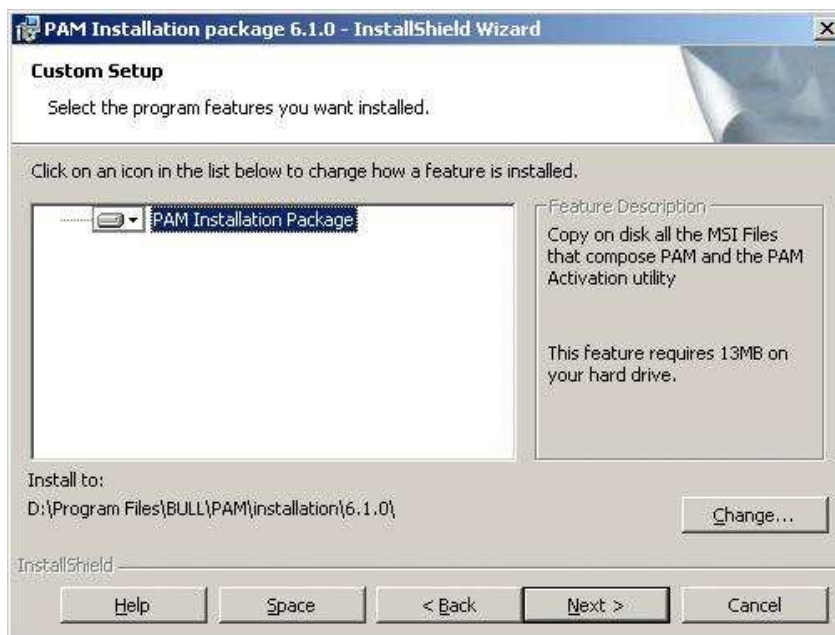 PAM Installation package 6.1.0 - InstallShield Wizard
Custom Setup
Select the program features you want installed.
Click on an icon in the list below to change how a feature is installed.
PAM Installation Package
Feature Description
Copy on disk all the MSI Files
that compose PAM and the PAM
Activation utility
This feature requires 13MB on
your hard drive.
Install to:
D:\Program Files\BULL\PAM\installation\6.1.0\
Change...
InstallShield
Help
Space
< Back
Next >
Cancel